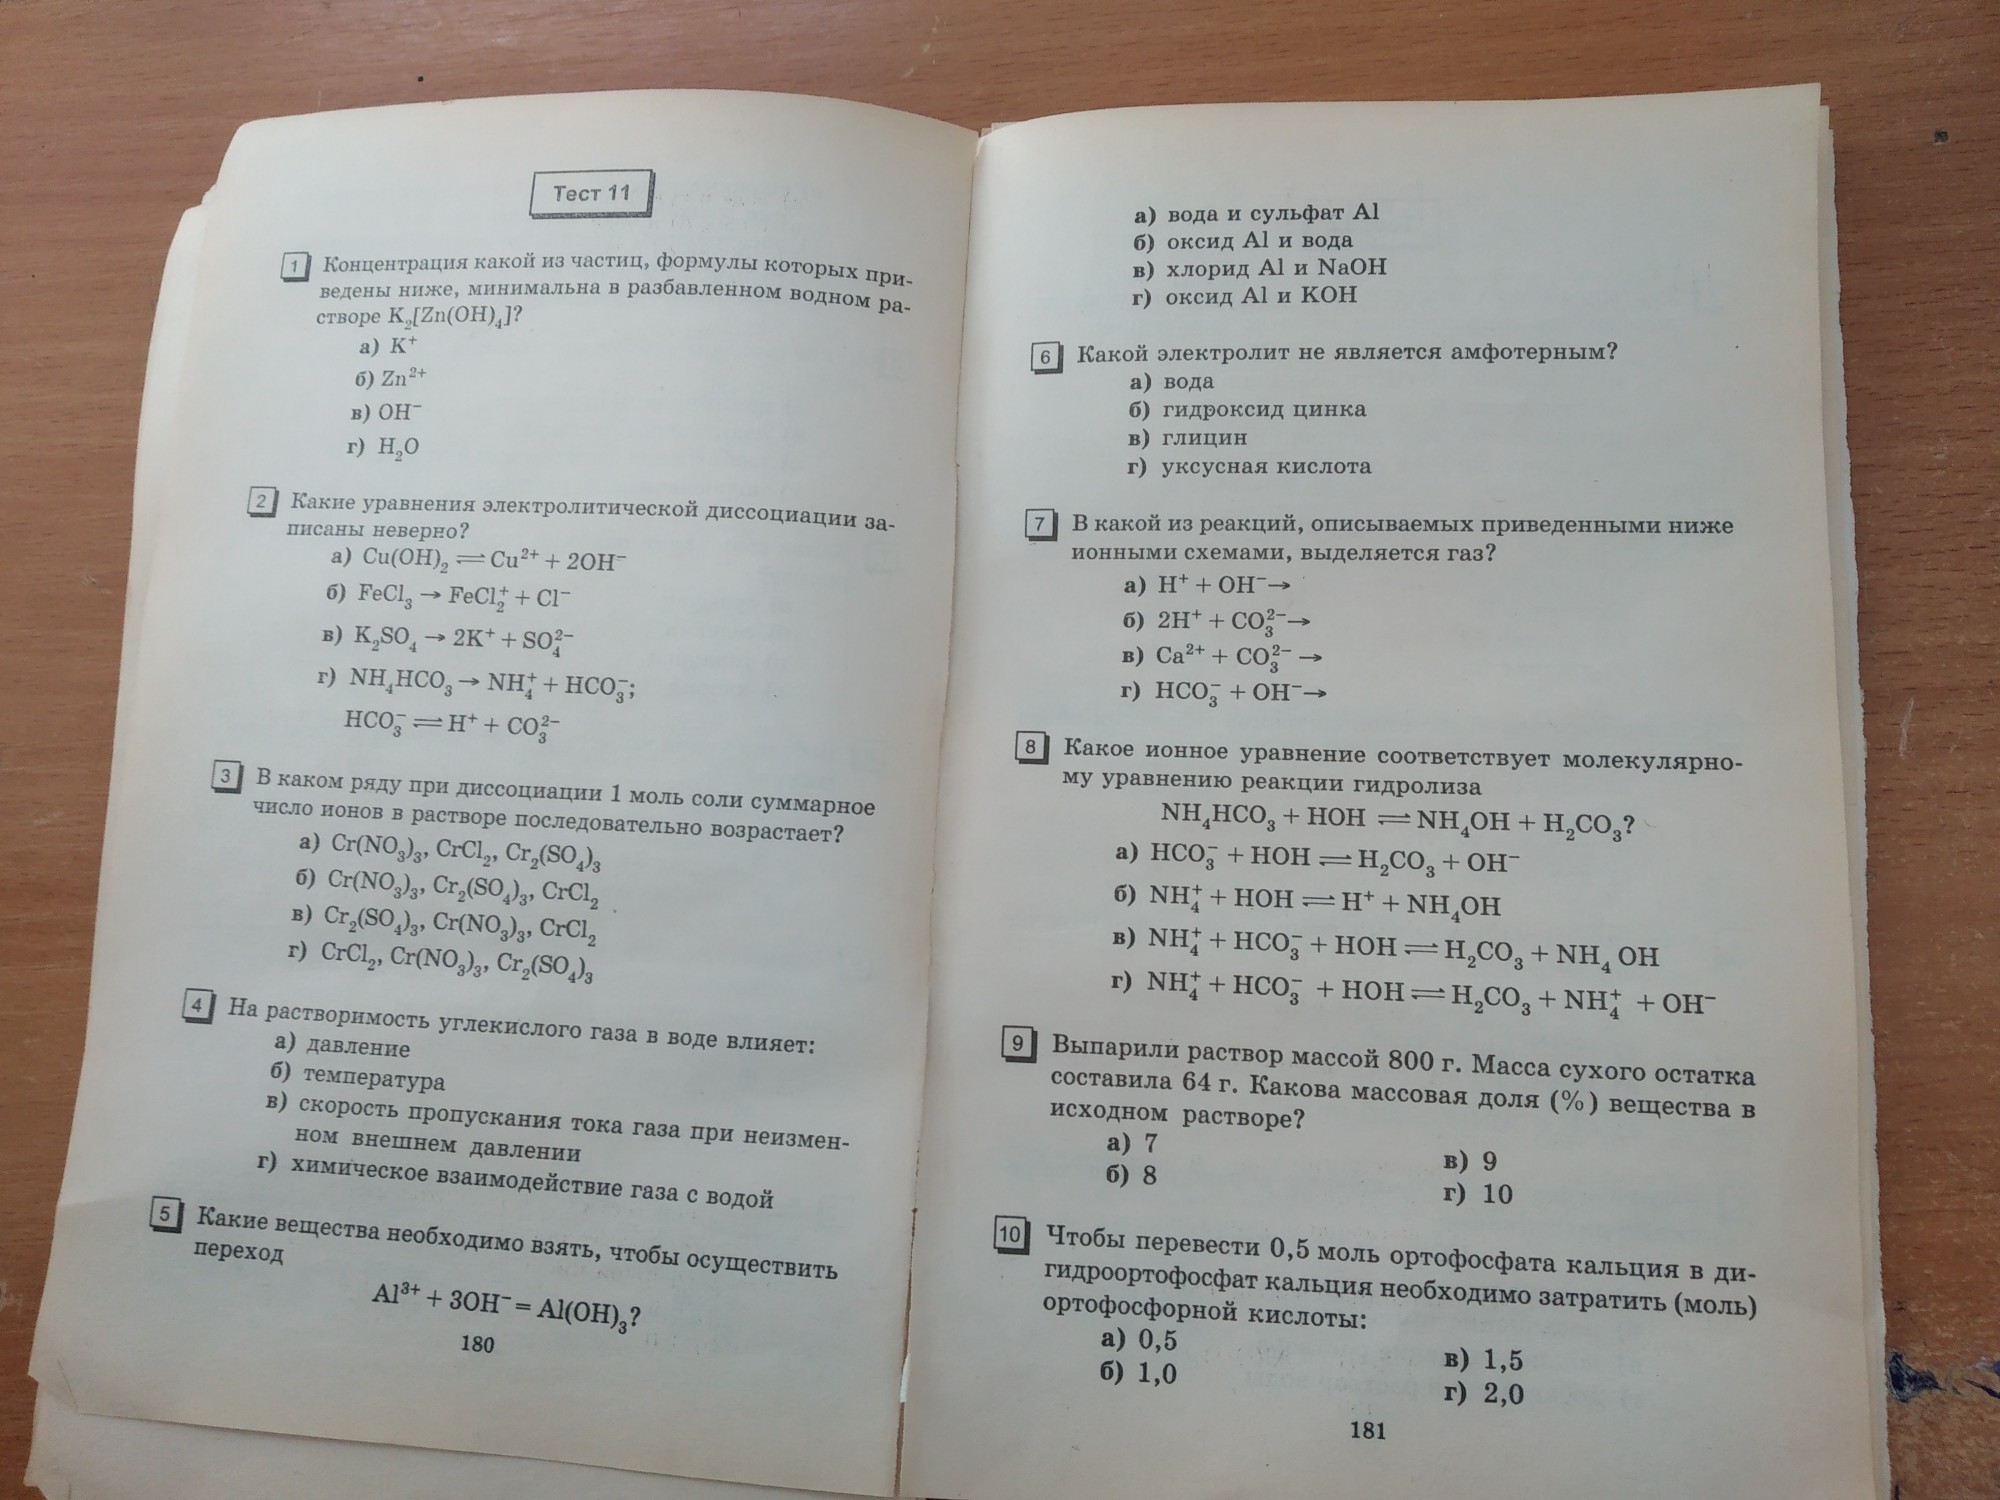 Тест 11
1 Концентрация какой из частиц, формулы которых при-
ведены ниже, минимальна в разбавленном водном ра-
створе K₂[Zn(OH)₄]?
а) K⁺
б) Zn²⁺
в) OH⁻
г) H₂O
2 Какие уравнения электролитической диссоциации за-
писаны неверно?
а) Cu(OH)₂ ⇌ Cu²⁺ + 2OH⁻
б) FeCl₃ → FeCl₂⁺ + Cl⁻
в) K₂SO₄ → 2K⁺ + SO₄²⁻
г) NH₄HCO₃ → NH₄⁺ + HCO₃⁻;
HCO₃⁻ ⇌ H⁺ + CO₃²⁻
3 В каком ряду при диссоциации 1 моль соли суммарное
число ионов в растворе последовательно возрастает?
а) Cr(NO₃)₃, CrCl₂, Cr₂(SO₄)₃
б) Cr(NO₃)₃, Cr₂(SO₄)₃, CrCl₂
в) Cr₂(SO₄)₃, Cr(NO₃)₃, CrCl₂
г) CrCl₂, Cr(NO₃)₃, Cr₂(SO₄)₃
4 На растворимость углекислого газа в воде влияет:
а) давление
б) температура
в) скорость пропускания тока газа при неизмен-
ном внешнем давлении
г) химическое взаимодействие газа с водой
5 Какие вещества необходимо взять, чтобы осуществить
переход
Al³⁺ + 3OH⁻ = Al(OH)₃?
180
а) вода и сульфат Al
б) оксид Al и вода
в) хлорид Al и NaOH
г) оксид Al и KOH
6 Какой электролит не является амфотерным?
а) вода
б) гидроксид цинка
в) глицин
г) уксусная кислота
7 В какой из реакций, описываемых приведенными ниже
ионными схемами, выделяется газ?
а) H⁺ + OH⁻→
б) 2H⁺ + CO₃²⁻→
в) Ca²⁺ + CO₃²⁻ →
г) HCO₃⁻ + OH⁻→
8 Какое ионное уравнение соответствует молекулярно-
му уравнению реакции гидролиза
NH₄HCO₃ + HOH ⇌ NH₄OH + H₂CO₃?
а) HCO₃⁻ + HOH ⇌ H₂CO₃ + OH⁻
б) NH₄⁺ + HOH ⇌ H⁺ + NH₄OH
в) NH₄⁺ + HCO₃⁻ + HOH ⇌ H₂CO₃ + NH₄ OH
г) NH₄⁺ + HCO₃⁻ + HOH ⇌ H₂CO₃ + NH₄⁺ + OH⁻
9 Выпарили раствор массой 800 г. Масса сухого остатка
составила 64 г. Какова массовая доля (%) вещества в
исходном растворе?
а) 7
б) 8
в) 9
г) 10
10 Чтобы перевести 0,5 моль ортофосфата кальция в ди-
гидроортофосфат кальция необходимо затратить (моль)
ортофосфорной кислоты:
а) 0,5
б) 1,0
в) 1,5
г) 2,0
181